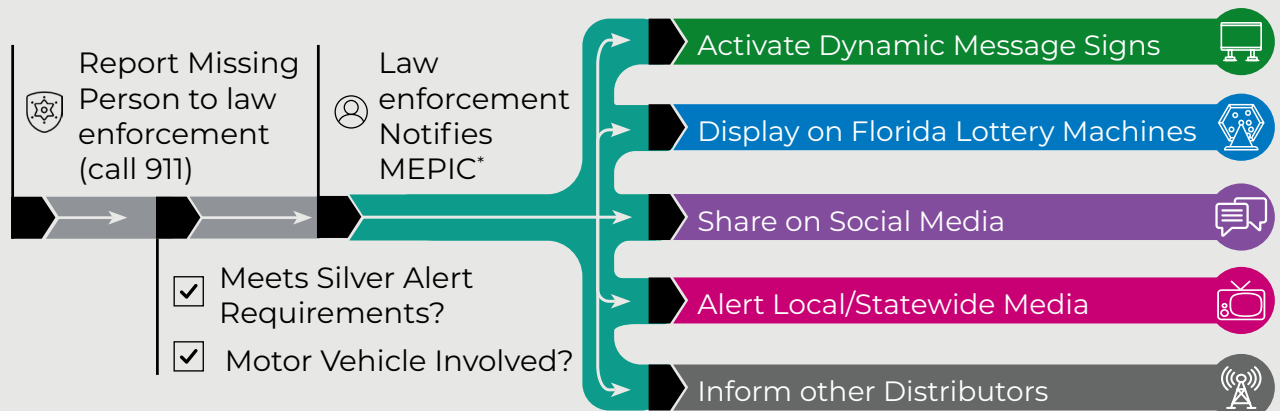 Report Missing
Person to law
enforcement
(call 911)
Meets Silver Alert
Requirements?
Motor Vehicle Involved?
Law
enforcement
Notifies
MEPIC*
Activate Dynamic Message Signs
Display on Florida Lottery Machines
Share on Social Media
Alert Local/Statewide Media
Inform other Distributors